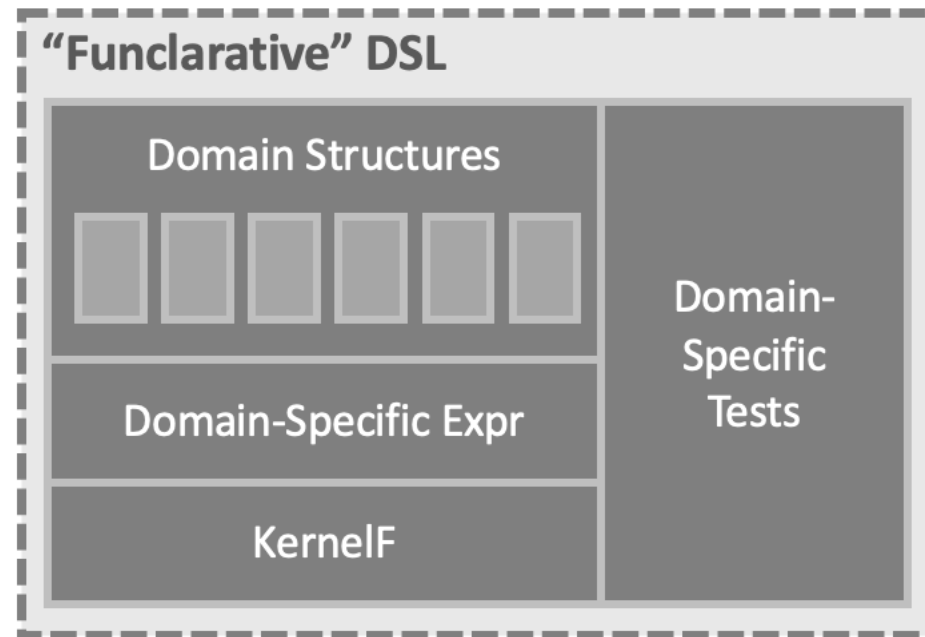 “Funclarative” DSL
Domain Structures
Domain-Specific Expr
KernelF
Domain-
Specific
Tests